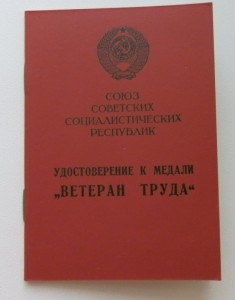 СОЮЗ
СОВЕТСКИХ
СОЦИАЛИСТИЧЕСКИХ
РЕСПУБЛИК
УДОСТОВЕРЕНИЕ К МЕДАЛИ
„ВЕТЕРАН ТРУДА“